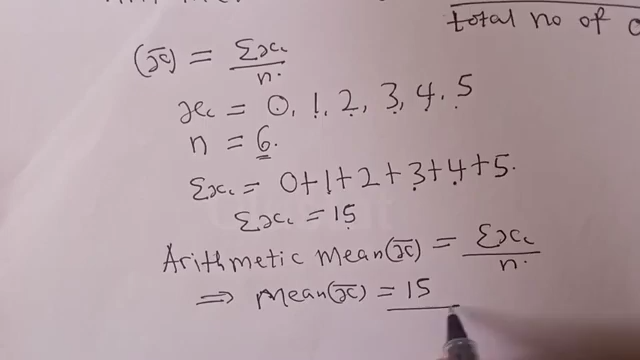 total no of
(x̄) = Σxᵢ
n.
xᵢ = 0, 1, 2, 3, 4, 5
n = 6.
Σxᵢ = 0+1+2+3+4+5.
Σxᵢ = 15
Arithmetic mean(x̄) = Σxᵢ
n.
⇒ mean(x̄) = 15